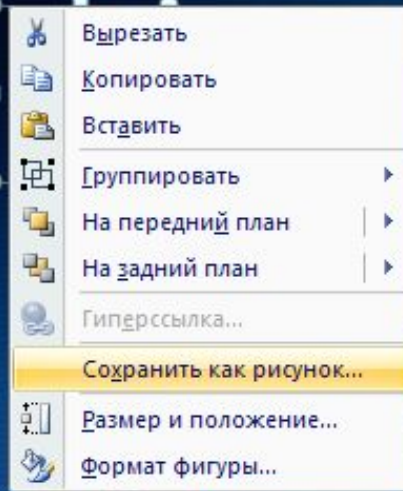 Вырезать
Копировать
Вставить
Группировать
На передний план
На задний план
Гиперссылка...
Сохранить как рисунок...
Размер и положение...
Формат фигуры...